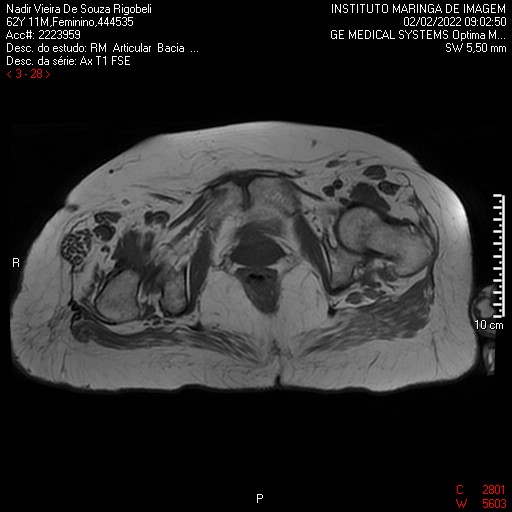 Nadir Vieira De Souza Rigobeli
62Y 11M,Feminino,444535
Acc#: 2223959
Desc. do estudo: RM Articular Bacia ...
Desc. da série: Ax T1 FSE
< 3 - 28 >
INSTITUTO MARINGA DE IMAGEM
02/02/2022 09:02:50
GE MEDICAL SYSTEMS Optima M...
SW 5,50 mm
R
10 cm
P
C 2801
W 5603